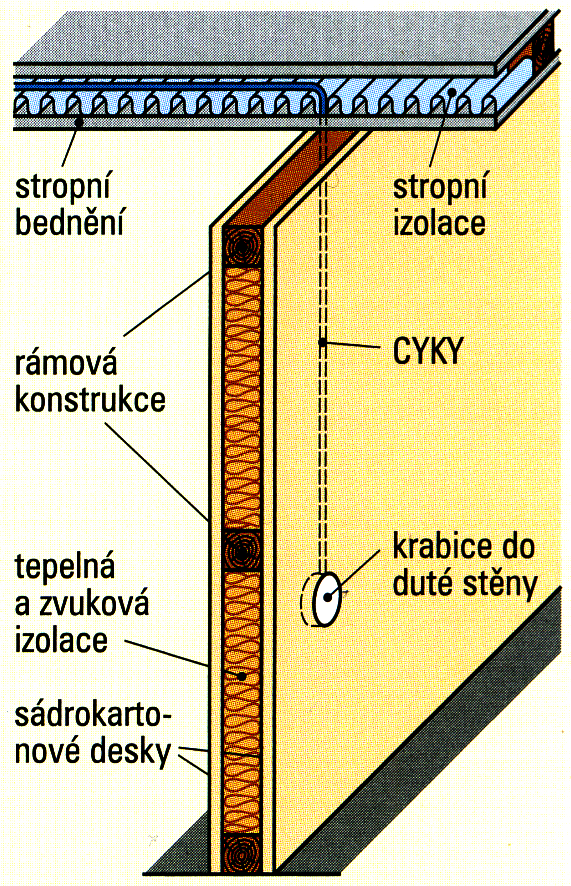 stropní
bednění
stropní
izolace
rámová
konstrukce
CYKY
tepelná
a zvuková
izolace
krabice do
duté stěny
sádrokarto-
nové desky